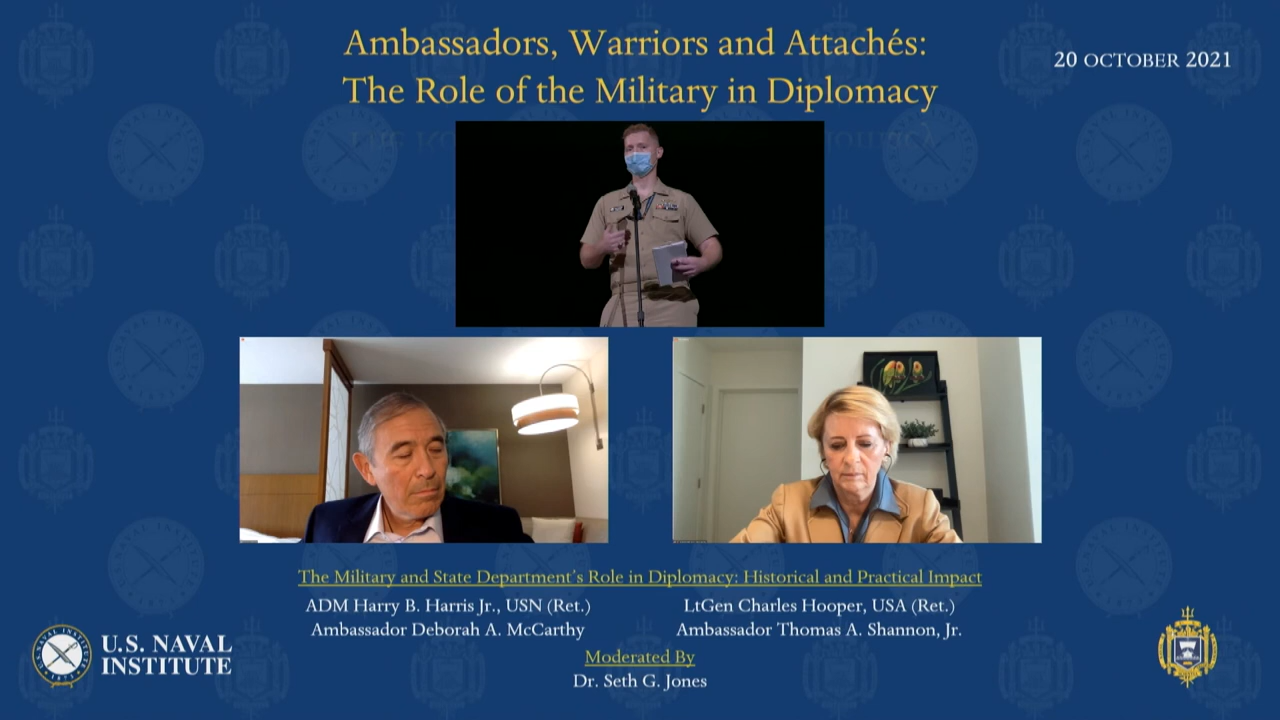 Ambassadors, Warriors and Attachés:
The Role of the Military in Diplomacy
20 OCTOBER 2021
The Military and State Department's Role in Diplomacy: Historical and Practical Impact
ADM Harry B. Harris Jr., USN (Ret.)
Ambassador Deborah A. McCarthy
LtGen Charles Hooper, USA (Ret.)
Ambassador Thomas A. Shannon, Jr.
Moderated By
Dr. Seth G. Jones
U.S. NAVAL
INSTITUTE